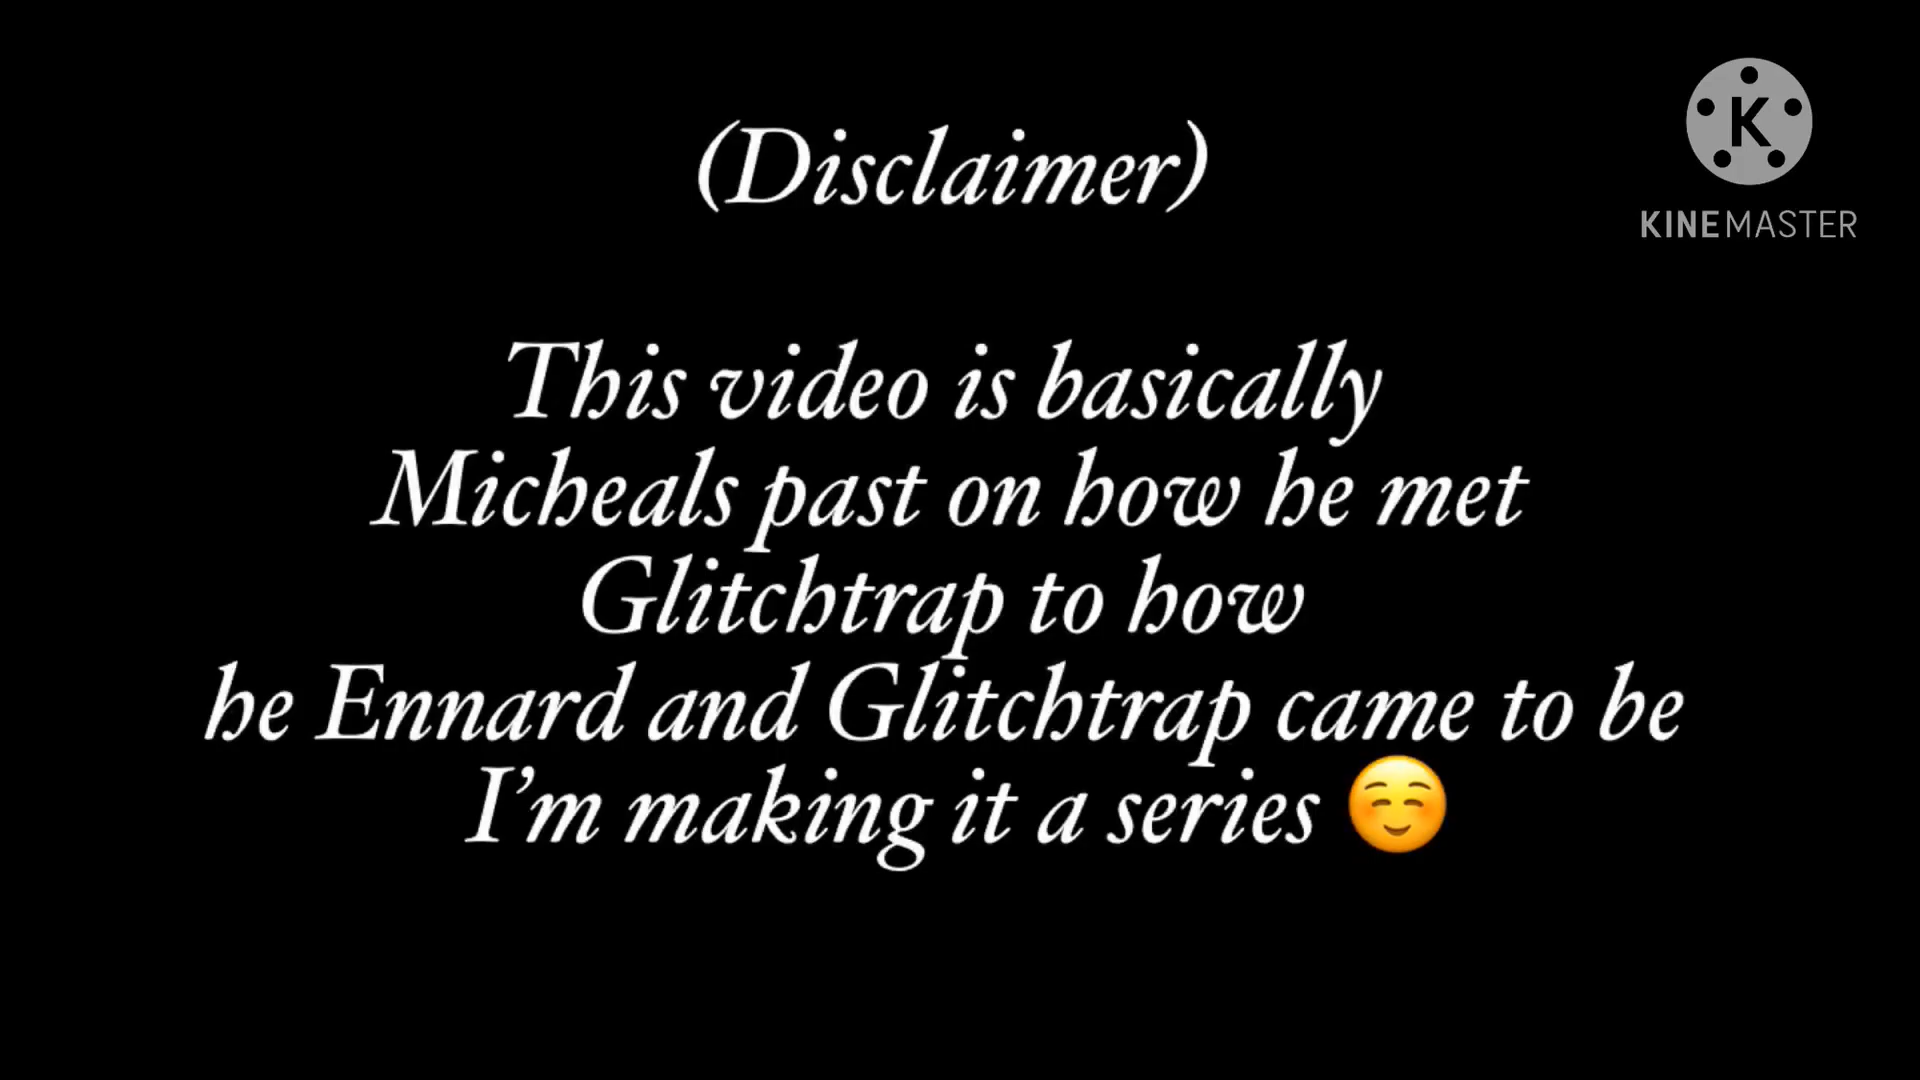 (Disclaimer)
K
KINEMASTER
This video is basically
Micheals past on how he met
Glitchtrap to how
he Ennard and Glitchtrap came to be
I'm making it a series ☺️